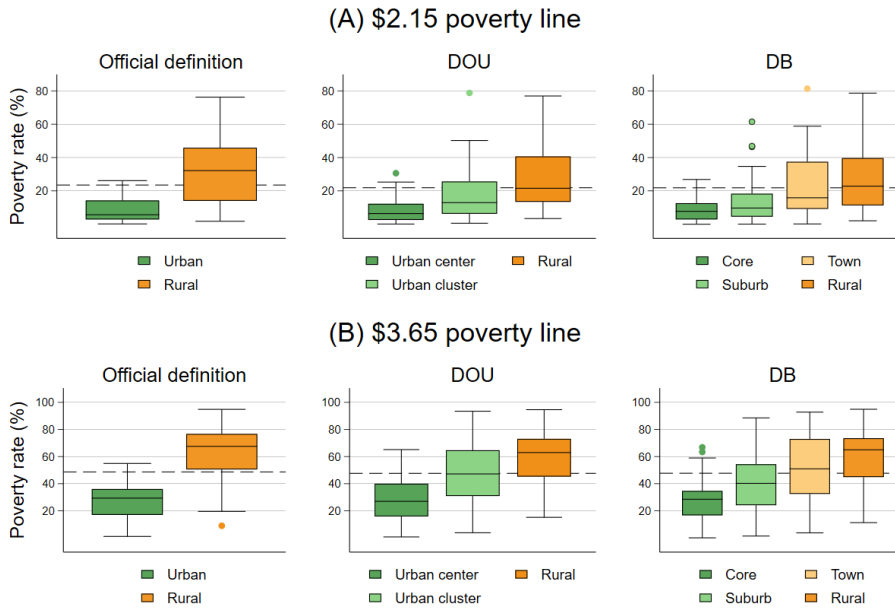 (A) $2.15 poverty line
Official definition
DOU
DB
Poverty rate (%)
80
60
40
20
80
60
40
20
80
60
40
20
Urban
Rural
Urban center
Rural
Urban cluster
Core
Town
Suburb
Rural
(B) $3.65 poverty line
Official definition
DOU
DB
Poverty rate (%)
100
80
60
40
20
100
80
60
40
20
100
80
60
40
20
Urban
Rural
Urban center
Rural
Urban cluster
Core
Town
Suburb
Rural